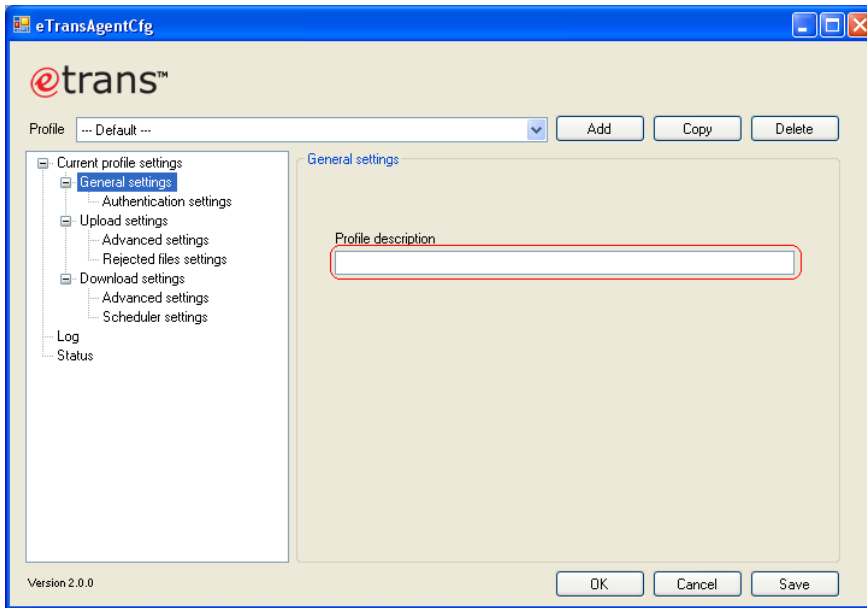 eTransAgentCfg
etrans™
Profile --- Default --- Add Copy Delete
Current profile settings
General settings
Authentication settings
Upload settings
Advanced settings
Rejected files settings
Download settings
Advanced settings
Scheduler settings
Log
Status
General settings
Profile description
Version 2.0.0 OK Cancel Save